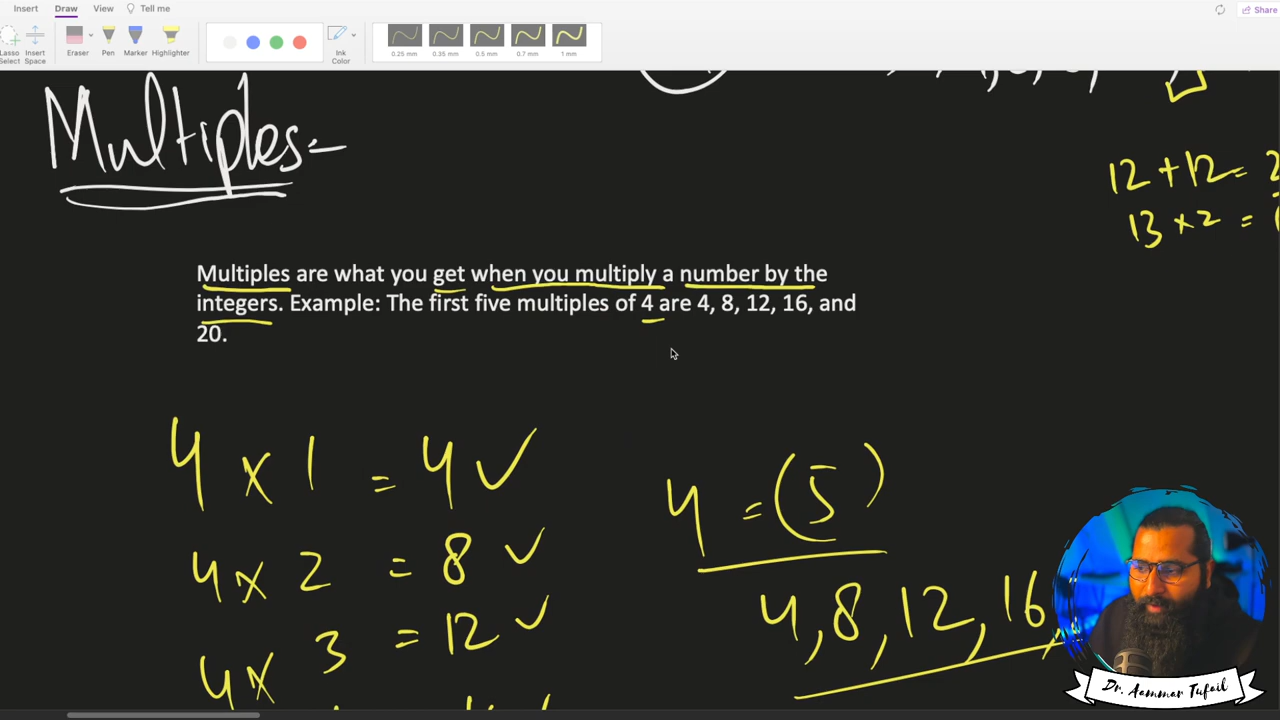 Insert Draw View Tell me Share
Lasso Select
Insert Space
Eraser
Pen
Marker
Highlighter
Ink Color
0.25 mm 0.35 mm 0.5 mm 0.7 mm 1 mm
Multiples-
12 + 12 = 2
13 x 2 =
Multiples are what you get when you multiply a number by the
integers. Example: The first five multiples of 4 are 4, 8, 12, 16, and
20.
4 x 1 = 4 ✓
4 = (5)
4 x 2 = 8 ✓
4, 8, 12, 16,
4 x 3 = 12 ✓
Dr. Aammar Tufail